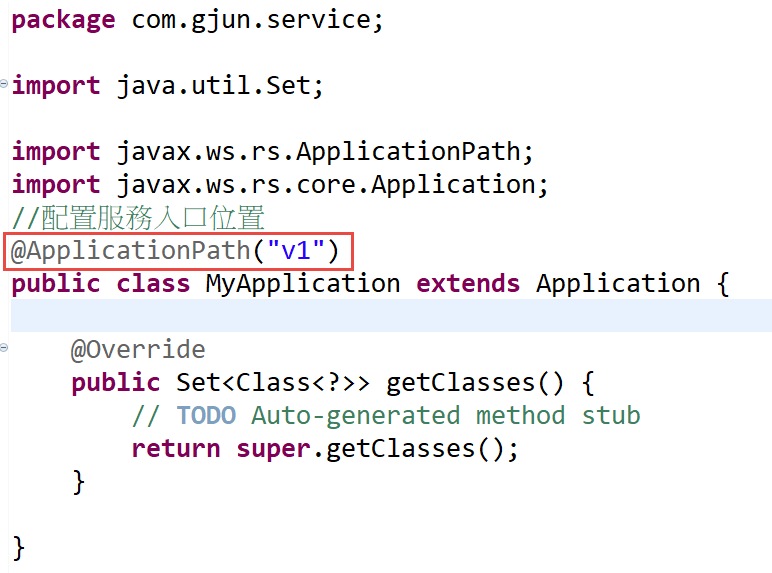 package com.gjun.service;
import java.util.Set;
import javax.ws.rs.ApplicationPath;
import javax.ws.rs.core.Application;
//配置服務入口位置
@ApplicationPath("v1")
public class MyApplication extends Application {
@Override
public Set<Class<?>> getClasses() {
// TODO Auto-generated method stub
return super.getClasses();
}
}